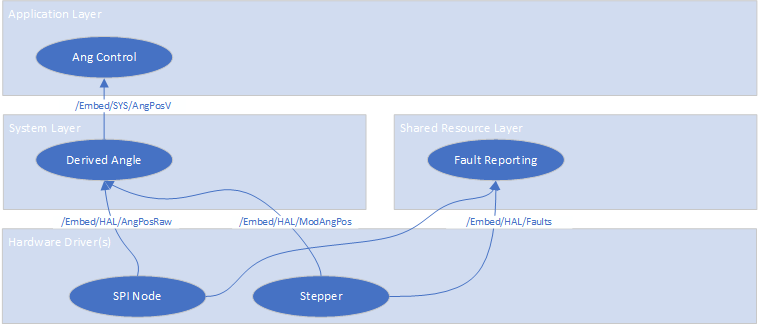 Application Layer
Ang Control
/Embed/SYS/AngPosV
System Layer
Shared Resource Layer
Derived Angle
Fault Reporting
/Embed/HAL/AngPosRaw
/Embed/HAL/ModAngPos
/Embed/HAL/Faults
Hardware Driver(s)
SPI Node
Stepper